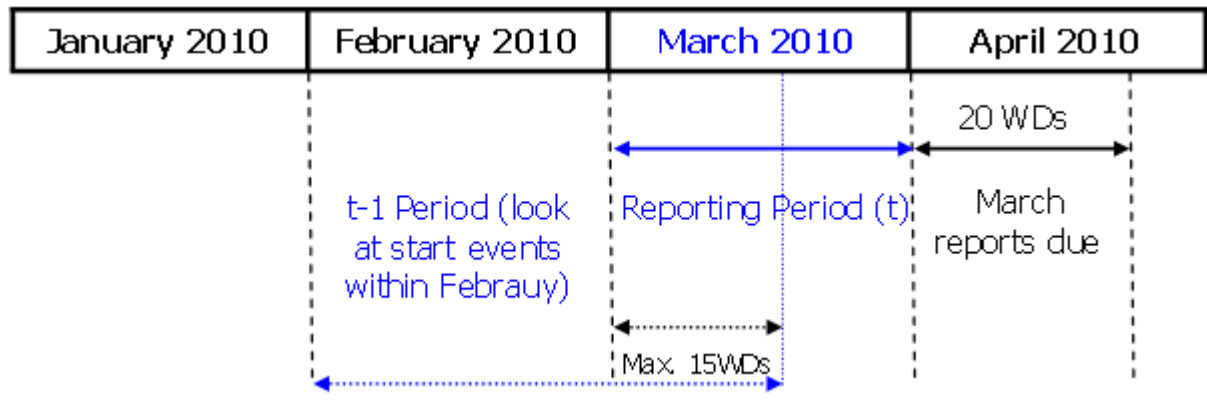 January 2010 February 2010 March 2010 April 2010
20 WDs
t-1 Period (look
at start events
within Febrauy)
Reporting Period (t)
March
reports due
Max. 15WDs